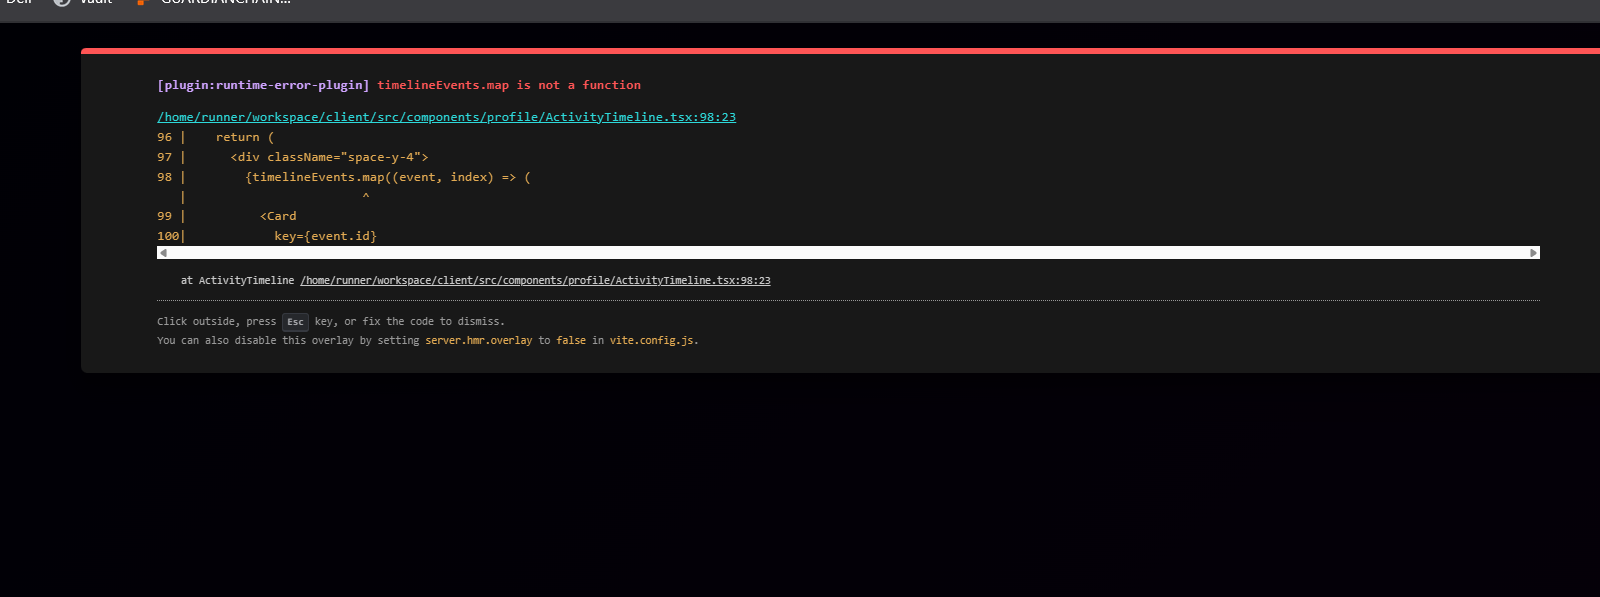 Dell Vault GUARDIANCHAIN...
[plugin:runtime-error-plugin] timelineEvents.map is not a function
/home/runner/workspace/client/src/components/profile/ActivityTimeline.tsx:98:23
96 |    return (
97 |      <div className="space-y-4">
98 |        {timelineEvents.map((event, index) => (
   |                        ^
99 |          <Card
100|            key={event.id}
at ActivityTimeline /home/runner/workspace/client/src/components/profile/ActivityTimeline.tsx:98:23
Click outside, press Esc key, or fix the code to dismiss.
You can also disable this overlay by setting server.hmr.overlay to false in vite.config.js.